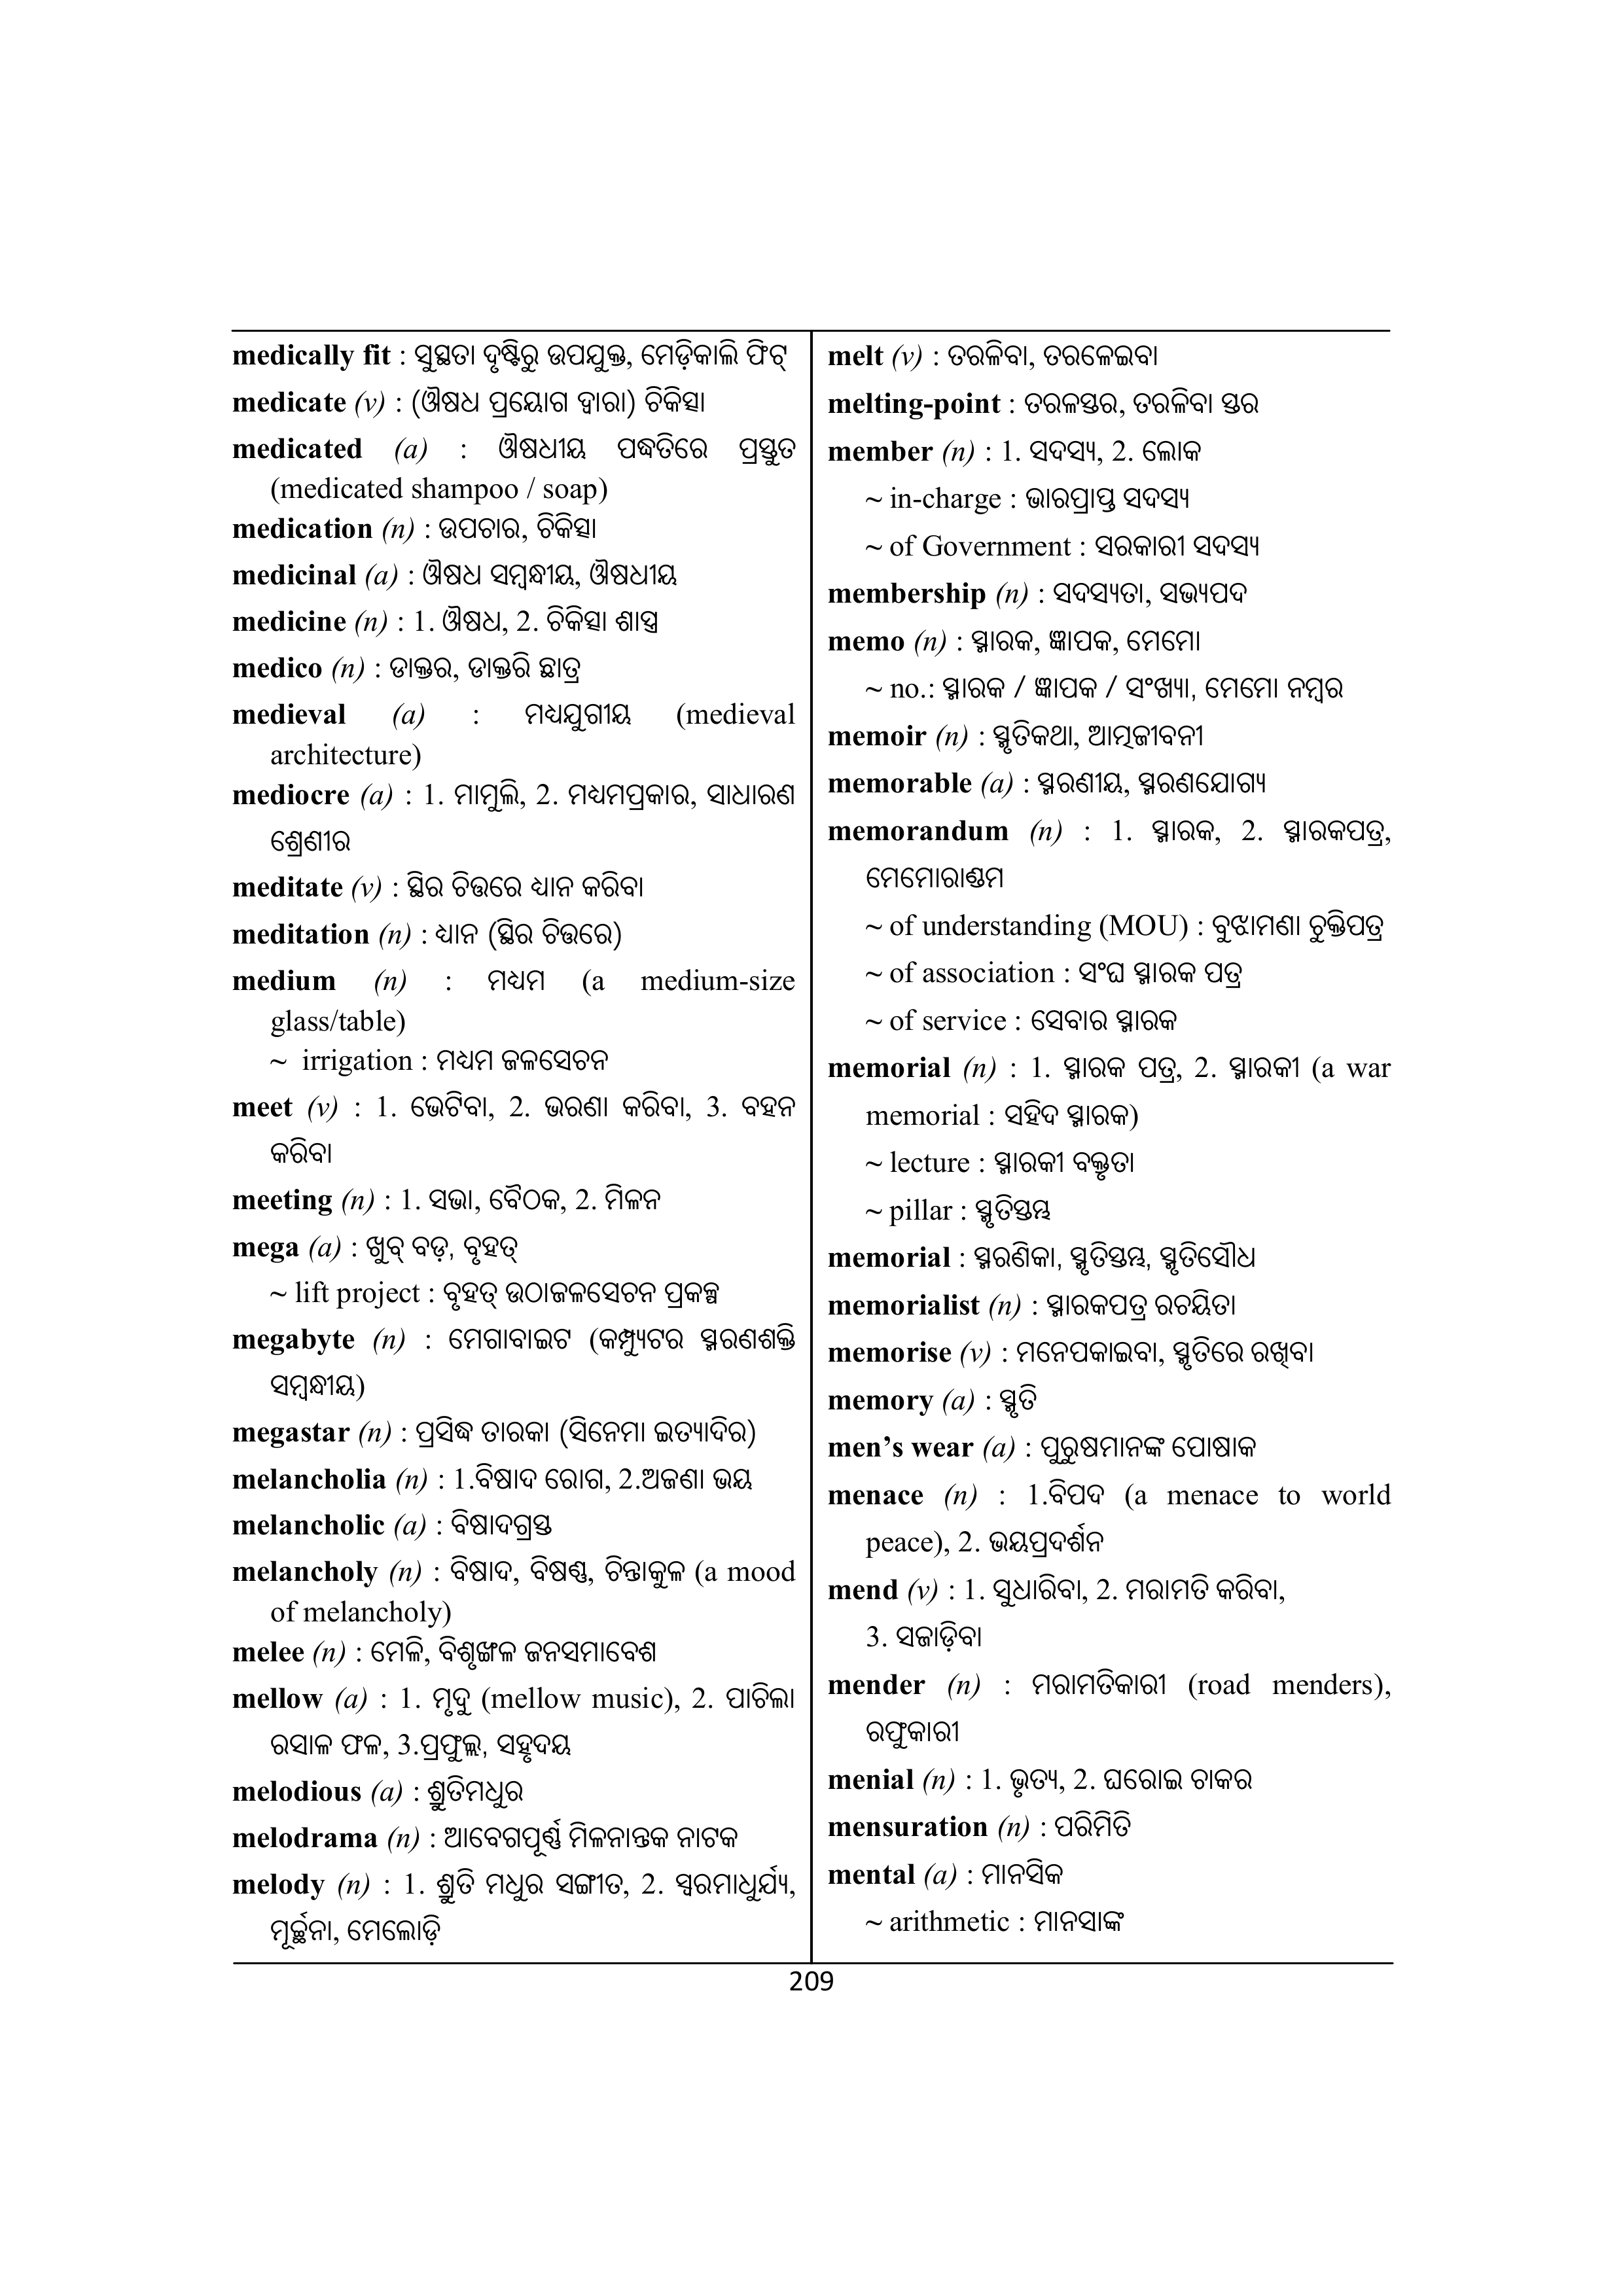 medically fit : ସୁସ୍ଥତା ଦୃଷ୍ଟିରୁ ଉପଯୁକ୍ତ, ମେଡ଼ିକାଲି ଫିଟ୍
medicate (v) : (ଔଷଧ ପ୍ରୟୋଗ ଦ୍ୱାରା) ଚିକିତ୍ସା
medicated (a) : ଔଷଧୀୟ ପଦ୍ଧତିରେ ପ୍ରସ୍ତୁତ
(medicated shampoo / soap)
medication (n) : ଉପଚାର, ଚିକିତ୍ସା
medicinal (a) : ଔଷଧ ସମ୍ବନ୍ଧୀୟ, ଔଷଧୀୟ
medicine (n) : 1. ଔଷଧ, 2. ଚିକିତ୍ସା ଶାସ୍ତ୍ର
medico (n) : ଡାକ୍ତର, ଡାକ୍ତରି ଛାତ୍ର
medieval (a) : ମଧ୍ୟଯୁଗୀୟ (medieval
architecture)
mediocre (a) : 1. ମାମୁଲି, 2. ମଧ୍ୟମପ୍ରକାର, ସାଧାରଣ
ଶ୍ରେଣୀର
meditate (v) : ସ୍ଥିର ଚିତ୍ତରେ ଧ୍ୟାନ କରିବା
meditation (n) : ଧ୍ୟାନ (ସ୍ଥିର ଚିତ୍ତରେ)
medium (n) : ମଧ୍ୟମ (a medium-size
glass/table)
~ irrigation : ମଧ୍ୟମ ଜଳସେଚନ
meet (v) : 1. ଭେଟିବା, 2. ଭରଣା କରିବା, 3. ବହନ
କରିବା
meeting (n) : 1. ସଭା, ବୈଠକ, 2. ମିଳନ
mega (a) : ଖୁବ୍ ବଡ଼, ବୃହତ୍
~ lift project : ବୃହତ୍ ଉଠାଜଳସେଚନ ପ୍ରକଳ୍ପ
megabyte (n) : ମେଗାବାଇଟ (କମ୍ପ୍ୟୁଟର ସ୍ମରଣଶକ୍ତି
ସମ୍ବନ୍ଧୀୟ)
megastar (n) : ପ୍ରସିଦ୍ଧ ତାରକା (ସିନେମା ଇତ୍ୟାଦିର)
melancholia (n) : 1.ବିଷାଦ ରୋଗ, 2.ଅଜଣା ଭୟ
melancholic (a) : ବିଷାଦଗ୍ରସ୍ତ
melancholy (n) : ବିଷାଦ, ବିଷଣ୍ଣ, ଚିନ୍ତାକୁଳ (a mood
of melancholy)
melee (n) : ମେଳି, ବିଶୃଙ୍ଖଳ ଜନସମାବେଶ
mellow (a) : 1. ମୃଦୁ (mellow music), 2. ପାଚିଲା
ରସାଳ ଫଳ, 3.ପ୍ରଫୁଲ୍ଲ, ସହୃଦୟ
melodious (a) : ଶ୍ରୁତିମଧୁର
melodrama (n) : ଆବେଗପୂର୍ଣ୍ଣ ମିଳନାନ୍ତକ ନାଟକ
melody (n) : 1. ଶ୍ରୁତି ମଧୁର ସଙ୍ଗୀତ, 2. ସ୍ୱରମାଧୁର୍ଯ୍ୟ,
ମୂର୍ଚ୍ଛନା, ମେଲୋଡ଼ି
melt (v) : ତରଳିବା, ତରଳେଇବା
melting-point : ତରଳସ୍ତର, ତରଳିବା ସ୍ତର
member (n) : 1. ସଦସ୍ୟ, 2. ଲୋକ
~ in-charge : ଭାରପ୍ରାପ୍ତ ସଦସ୍ୟ
~ of Government : ସରକାରୀ ସଦସ୍ୟ
membership (n) : ସଦସ୍ୟତା, ସଭ୍ୟପଦ
memo (n) : ସ୍ମାରକ, ଜ୍ଞାପକ, ମେମୋ
~ no.: ସ୍ମାରକ / ଜ୍ଞାପକ / ସଂଖ୍ୟା, ମେମୋ ନମ୍ବର
memoir (n) : ସ୍ମୃତିକଥା, ଆତ୍ମଜୀବନୀ
memorable (a) : ସ୍ମରଣୀୟ, ସ୍ମରଣଯୋଗ୍ୟ
memorandum (n) : 1. ସ୍ମାରକ, 2. ସ୍ମାରକପତ୍ର,
ମେମୋରାଣ୍ଡମ
~ of understanding (MOU) : ବୁଝାମଣା ଚୁକ୍ତିପତ୍ର
~ of association : ସଂଘ ସ୍ମାରକ ପତ୍ର
~ of service : ସେବାର ସ୍ମାରକ
memorial (n) : 1. ସ୍ମାରକ ପତ୍ର, 2. ସ୍ମାରକୀ (a war
memorial : ସହିଦ ସ୍ମାରକ)
~ lecture : ସ୍ମାରକୀ ବକ୍ତୃତା
~ pillar : ସ୍ମୃତିସ୍ତମ୍ଭ
memorial : ସ୍ମରଣିକା, ସ୍ମୃତିସ୍ତମ୍ଭ, ସ୍ମୃତିସୌଧ
memorialist (n) : ସ୍ମାରକପତ୍ର ରଚୟିତା
memorise (v) : ମନେପକାଇବା, ସ୍ମୃତିରେ ରଖିବା
memory (a) : ସ୍ମୃତି
men’s wear (a) : ପୁରୁଷମାନଙ୍କ ପୋଷାକ
menace (n) : 1.ବିପଦ (a menace to world
peace), 2. ଭୟପ୍ରଦର୍ଶନ
mend (v) : 1. ସୁଧାରିବା, 2. ମରାମତି କରିବା,
3. ସଜାଡ଼ିବା
mender (n) : ମରାମତିକାରୀ (road menders),
ରଫୁକାରୀ
menial (n) : 1. ଭୃତ୍ୟ, 2. ଘରୋଇ ଚାକର
mensuration (n) : ପରିମିତି
mental (a) : ମାନସିକ
~ arithmetic : ମାନସାଙ୍କ
209